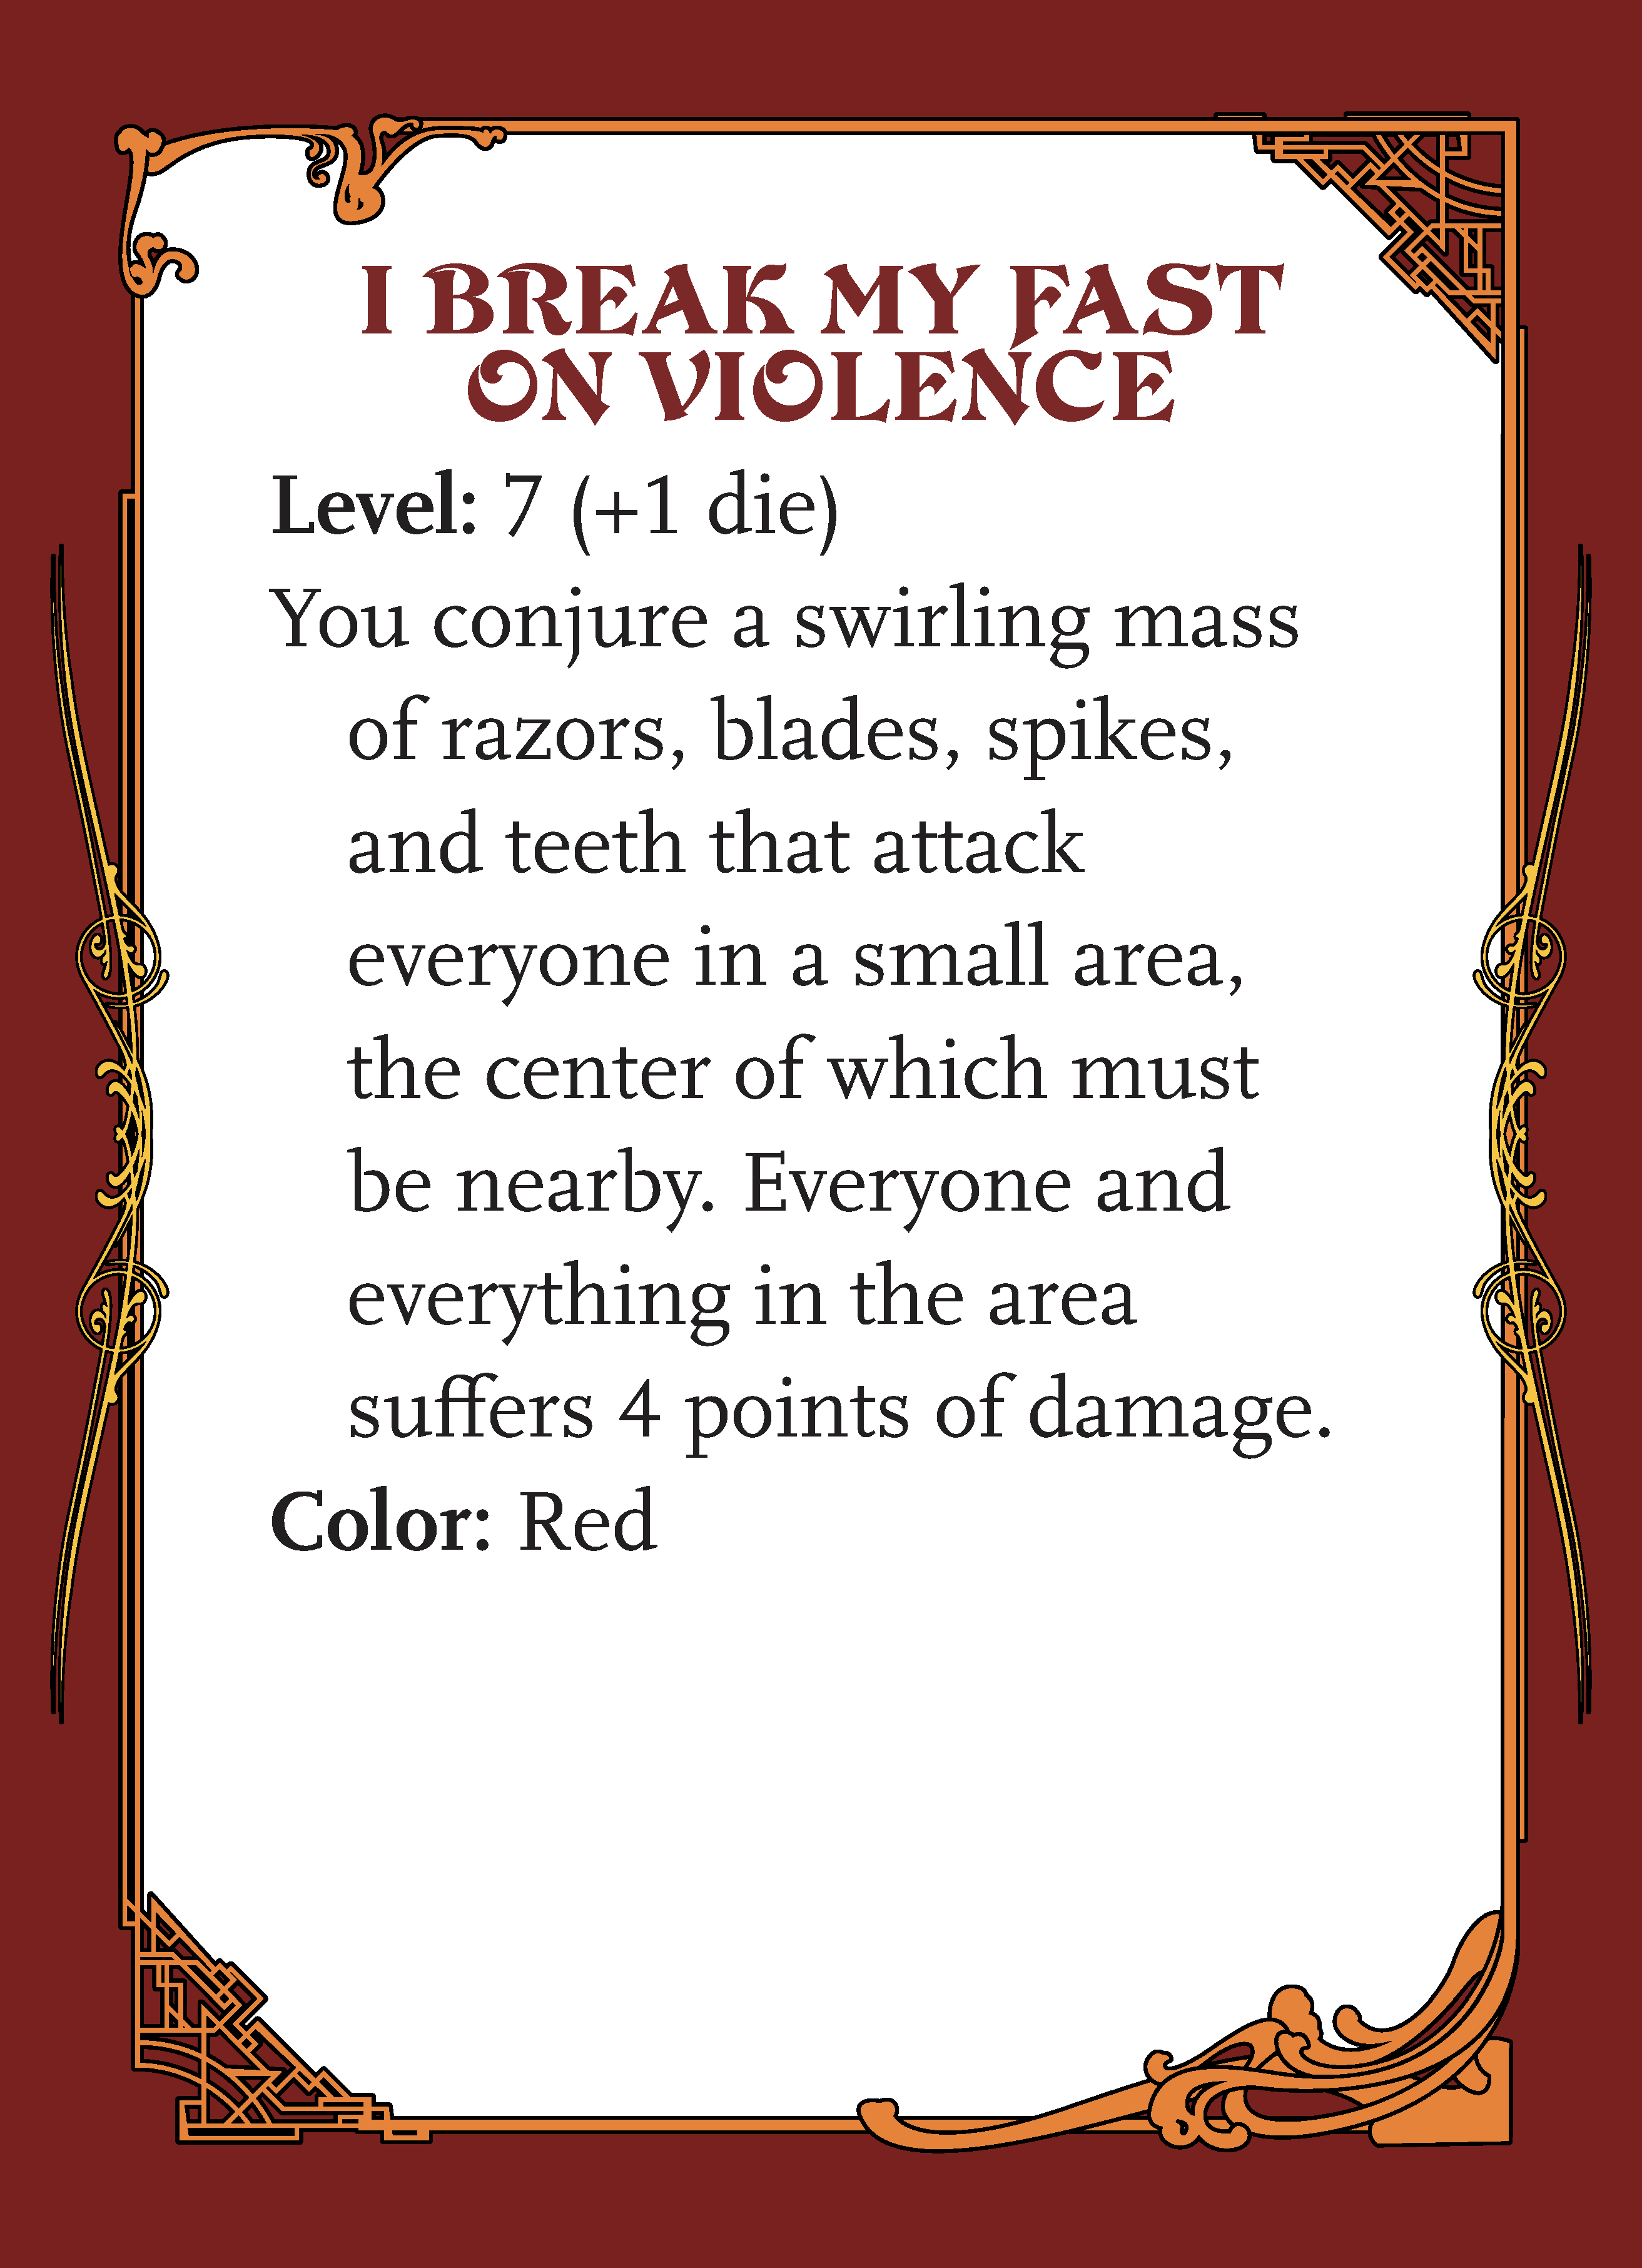 I BREAK MY FAST
ON VIOLENCE
Level: 7 (+1 die)
You conjure a swirling mass
of razors, blades, spikes,
and teeth that attack
everyone in a small area,
the center of which must
be nearby. Everyone and
everything in the area
suffers 4 points of damage.
Color: Red